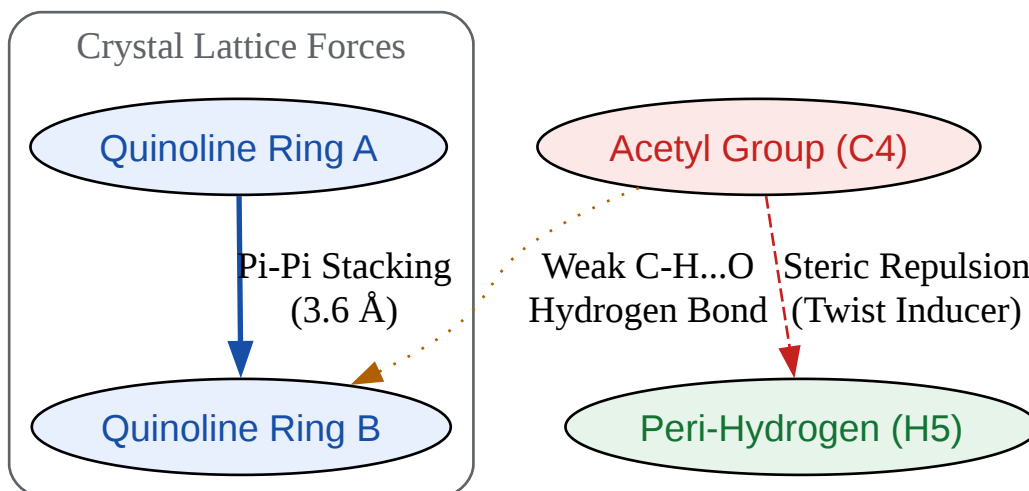 Crystal Lattice Forces
Quinoline Ring A
Acetyl Group (C4)
Pi-Pi Stacking
(3.6 Å)
Weak C-H...O
Hydrogen Bond
Steric Repulsion
(Twist Inducer)
Quinoline Ring B
Peri-Hydrogen (H5)